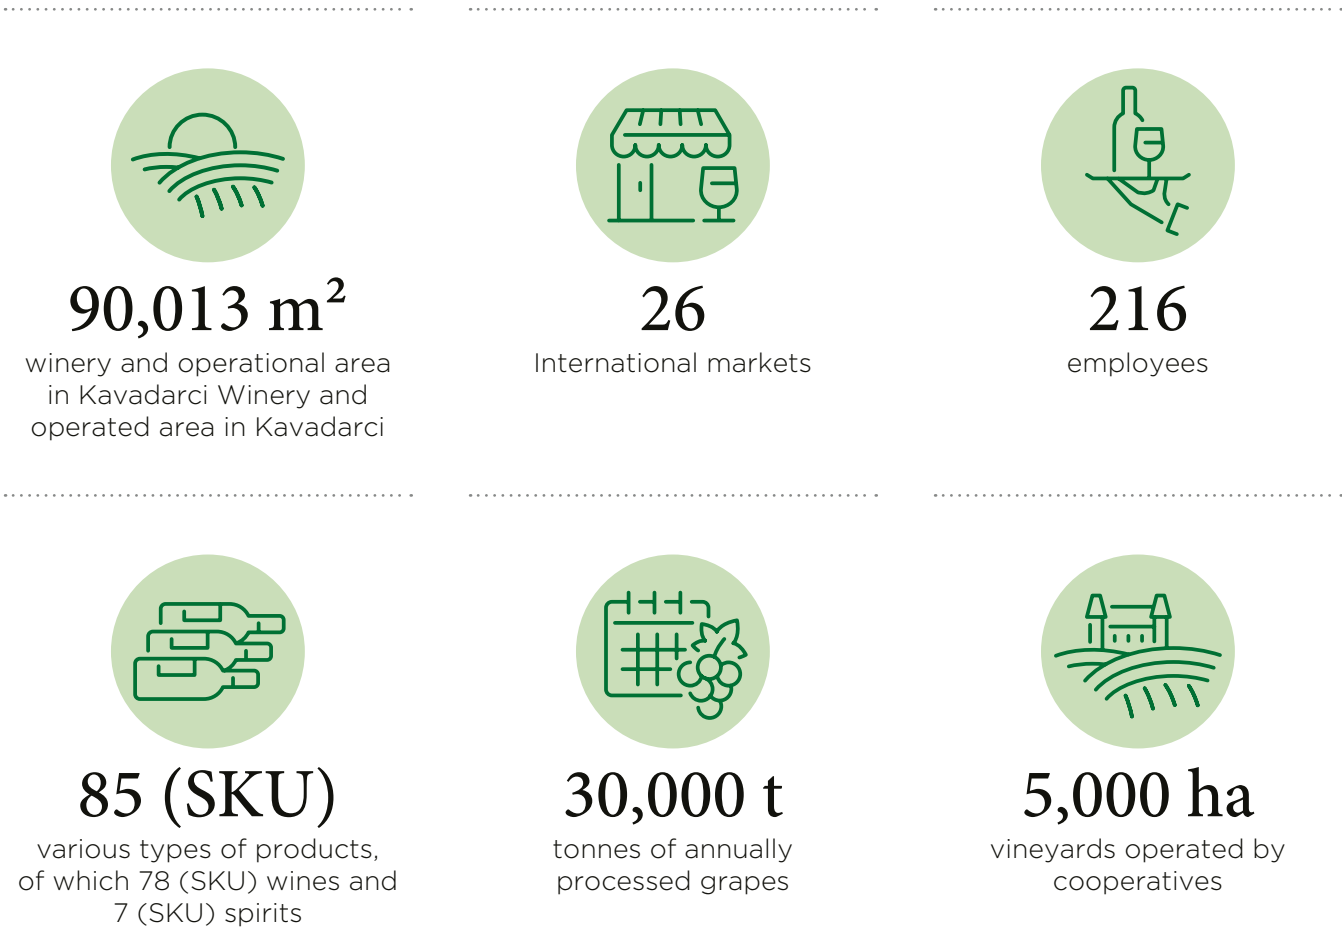 90,013 m²
winery and operational area
in Kavadarci Winery and
operated area in Kavadarci
26
International markets
216
employees
85 (SKU)
various types of products,
of which 78 (SKU) wines and
7 (SKU) spirits
30,000 t
tonnes of annually
processed grapes
5,000 ha
vineyards operated by
cooperatives